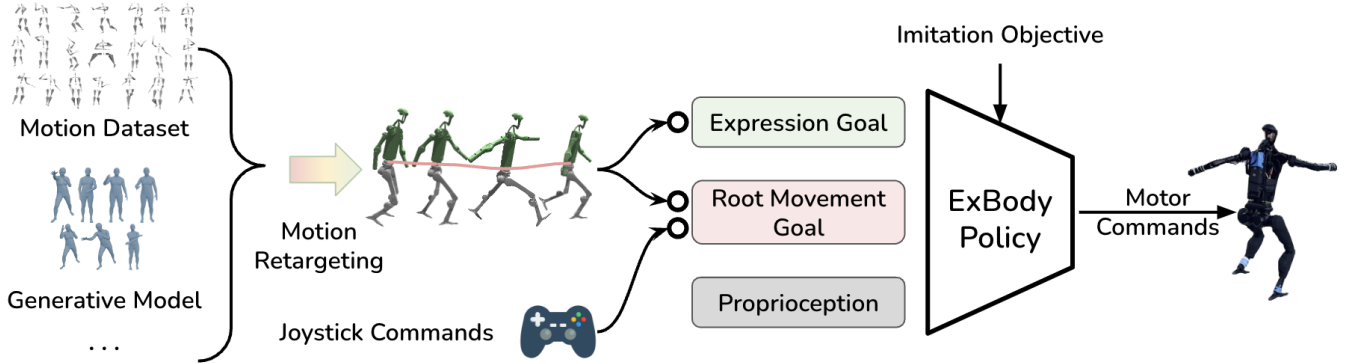 Motion Dataset
Generative Model
...
Motion
Retargeting
Joystick Commands
Expression Goal
Root Movement
Goal
Proprioception
Imitation Objective
ExBody
Policy
Motor
Commands